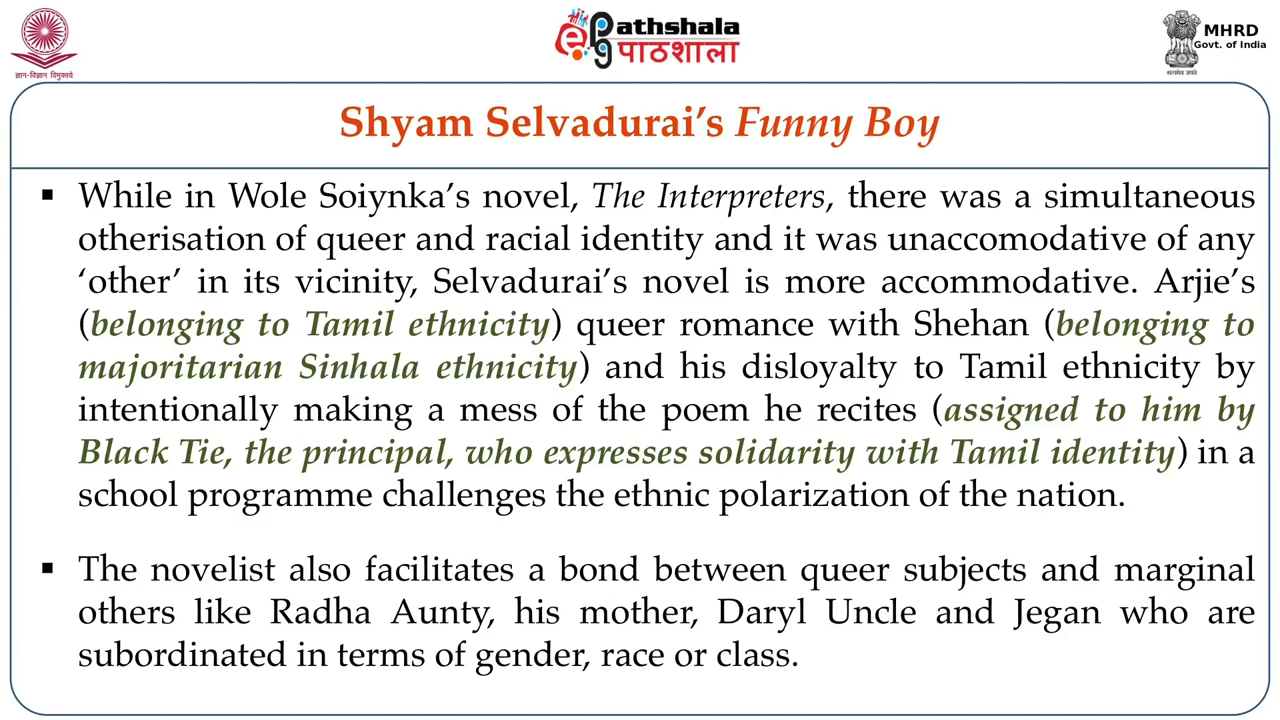 ज्ञान-विज्ञान विमुक्तये
ePG Pathshala
पाठशाला
MHRD
Govt. of India
सत्यमेव जयते
Shyam Selvadurai’s Funny Boy
▪ While in Wole Soiynka’s novel, The Interpreters, there was a simultaneous
otherisation of queer and racial identity and it was unaccomodative of any
‘other’ in its vicinity, Selvadurai’s novel is more accommodative. Arjie’s
(belonging to Tamil ethnicity) queer romance with Shehan (belonging to
majoritarian Sinhala ethnicity) and his disloyalty to Tamil ethnicity by
intentionally making a mess of the poem he recites (assigned to him by
Black Tie, the principal, who expresses solidarity with Tamil identity) in a
school programme challenges the ethnic polarization of the nation.
▪ The novelist also facilitates a bond between queer subjects and marginal
others like Radha Aunty, his mother, Daryl Uncle and Jegan who are
subordinated in terms of gender, race or class.